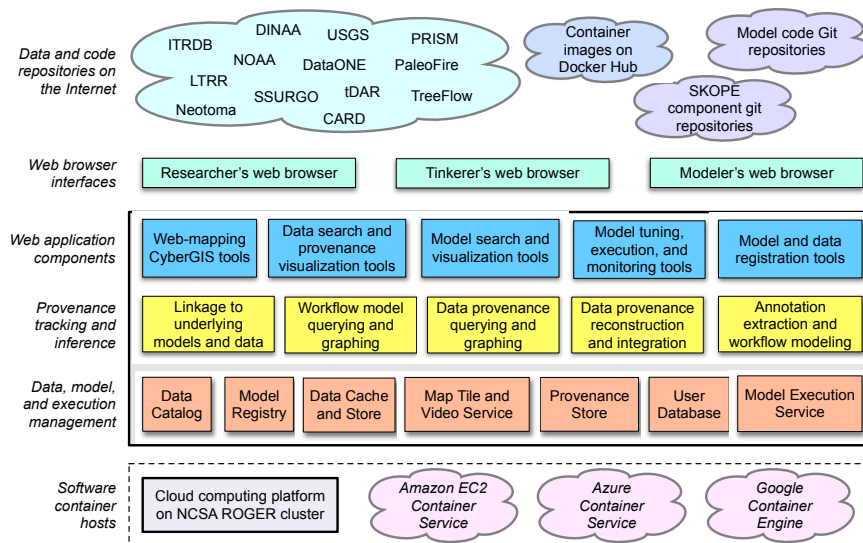 Data and code
repositories on
the Internet
ITRDB
DINAA
USGS
PRISM
NOAA
DataONE
PaleoFire
LTRR
SSURGO
tDAR
TreeFlow
Neotoma
CARD
Container
images on
Docker Hub
Model code Git
repositories
SKOPE
component git
repositories
Web browser
interfaces
Researcher's web browser
Tinkerer's web browser
Modeler's web browser
Web application
components
Web-mapping
CyberGIS tools
Data search and
provenance
visualization tools
Model search and
visualization tools
Model tuning,
execution, and
monitoring tools
Model and data
registration tools
Provenance
tracking and
inference
Linkage to
underlying
models and data
Workflow model
querying and
graphing
Data provenance
querying and
graphing
Data provenance
reconstruction
and integration
Annotation
extraction and
workflow modeling
Data, model,
and execution
management
Data
Catalog
Model
Registry
Data Cache
and Store
Map Tile and
Video Service
Provenance
Store
User
Database
Model Execution
Service
Software
container
hosts
Cloud computing platform
on NCSA ROGER cluster
Amazon EC2
Container
Service
Azure
Container
Service
Google
Container
Engine